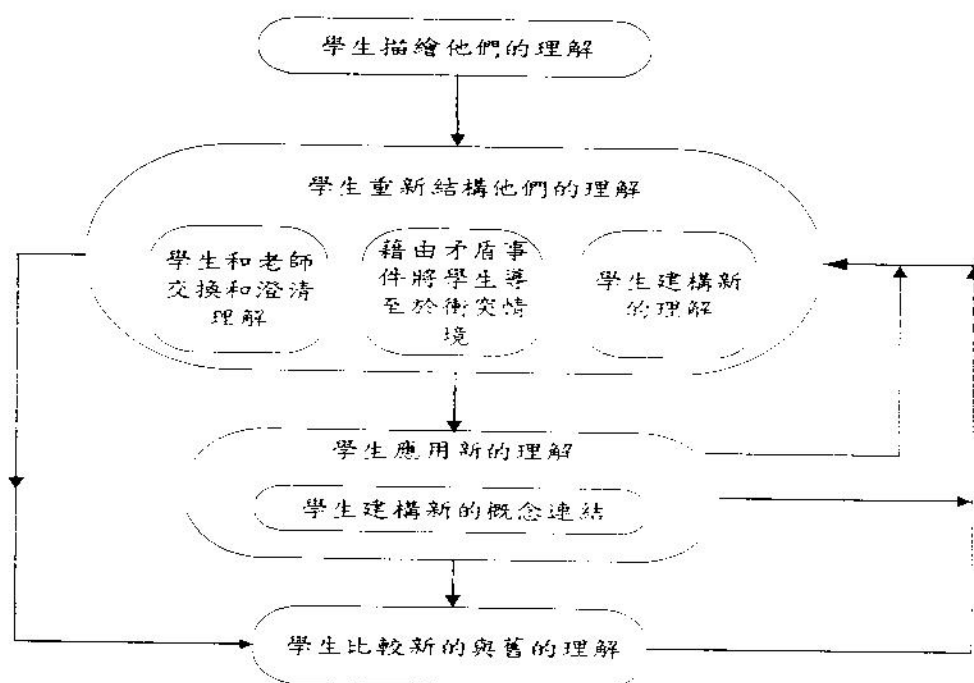 學生描繪他們的理解
學生重新結構他們的理解
學生和老師
交換和澄清
理解
藉由矛盾事
件將學生導
至於衝突情
境
學生建構新
的理解
學生應用新的理解
學生建構新的概念連結
學生比較新的與舊的理解